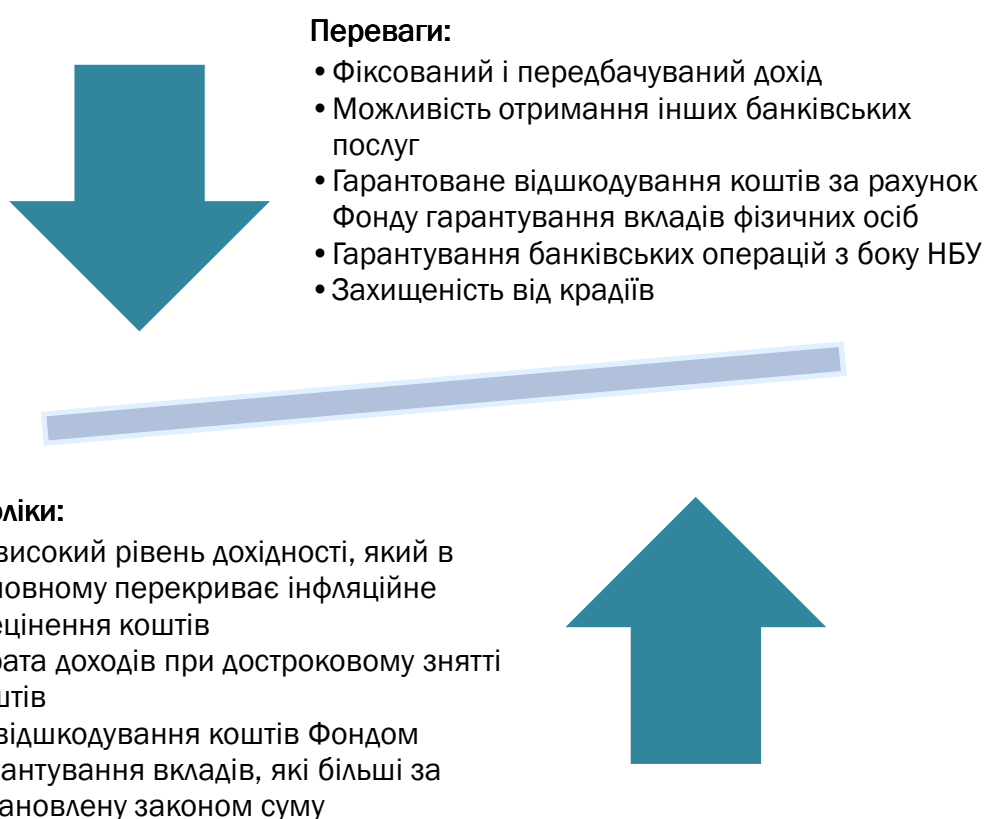 Переваги:
• Фіксований і передбачуваний дохід
• Можливість отримання інших банківських
послуг
• Гарантоване відшкодування коштів за рахунок
Фонду гарантування вкладів фізичних осіб
• Гарантування банківських операцій з боку НБУ
• Захищеність від крадіїв
оліки:
високий рівень дохідності, який в
новному перекриває інфляційне
ецінення коштів
рата доходів при достроковому знятті
штів
відшкодування коштів Фондом
антування вкладів, які більші за
ановлену законом суму